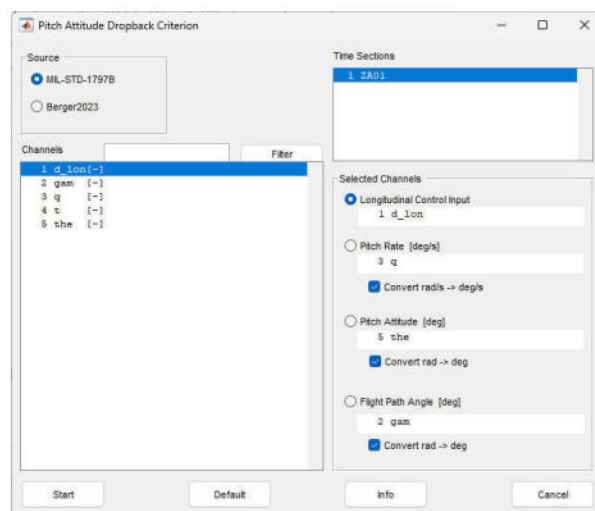 Pitch Attitude Dropback Criterion
Source
MIL-STD-1797B
Berger2023
Channels
Filter
1 d_lon[-]
2 gam [-]
3 q [-]
4 t [-]
5 the [-]
Time Sections
1 ZA01
Selected Channels
Longitudinal Control Input
1 d_lon
Pitch Rate [deg/s]
3 q
Convert rad/s -> deg/s
Pitch Attitude [deg]
5 the
Convert rad -> deg
Flight Path Angle [deg]
2 gam
Convert rad -> deg
Start
Default
Info
Cancel